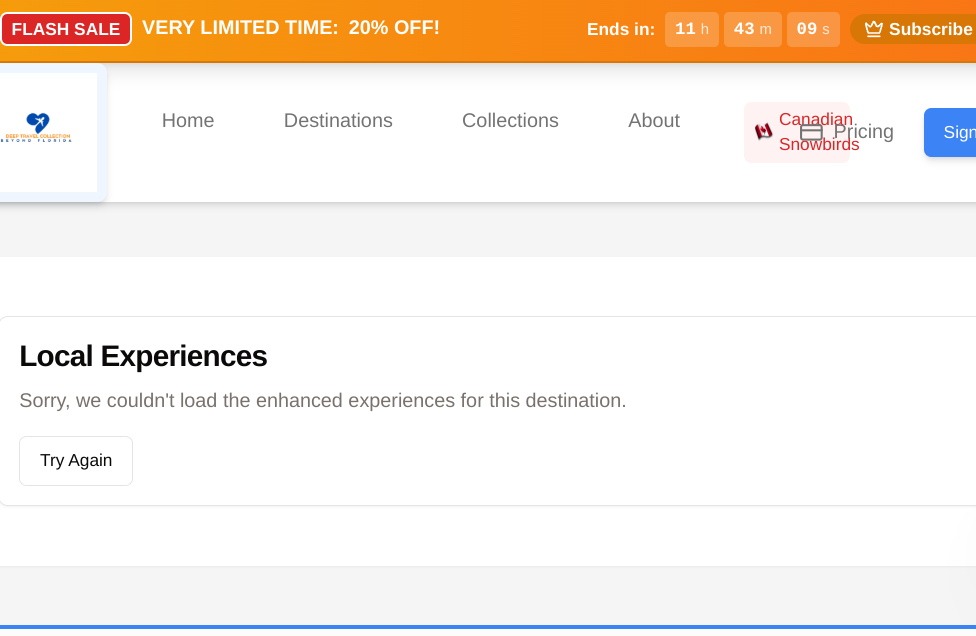 FLASH SALE VERY LIMITED TIME: 20% OFF! Ends in: 11 h 43 m 09 s Subscribe
DEEP TRAVEL COLLECTION
BEYOND FLORIDA
Home Destinations Collections About
Canadian
Snowbirds
Pricing
Sign
Local Experiences
Sorry, we couldn't load the enhanced experiences for this destination.
Try Again